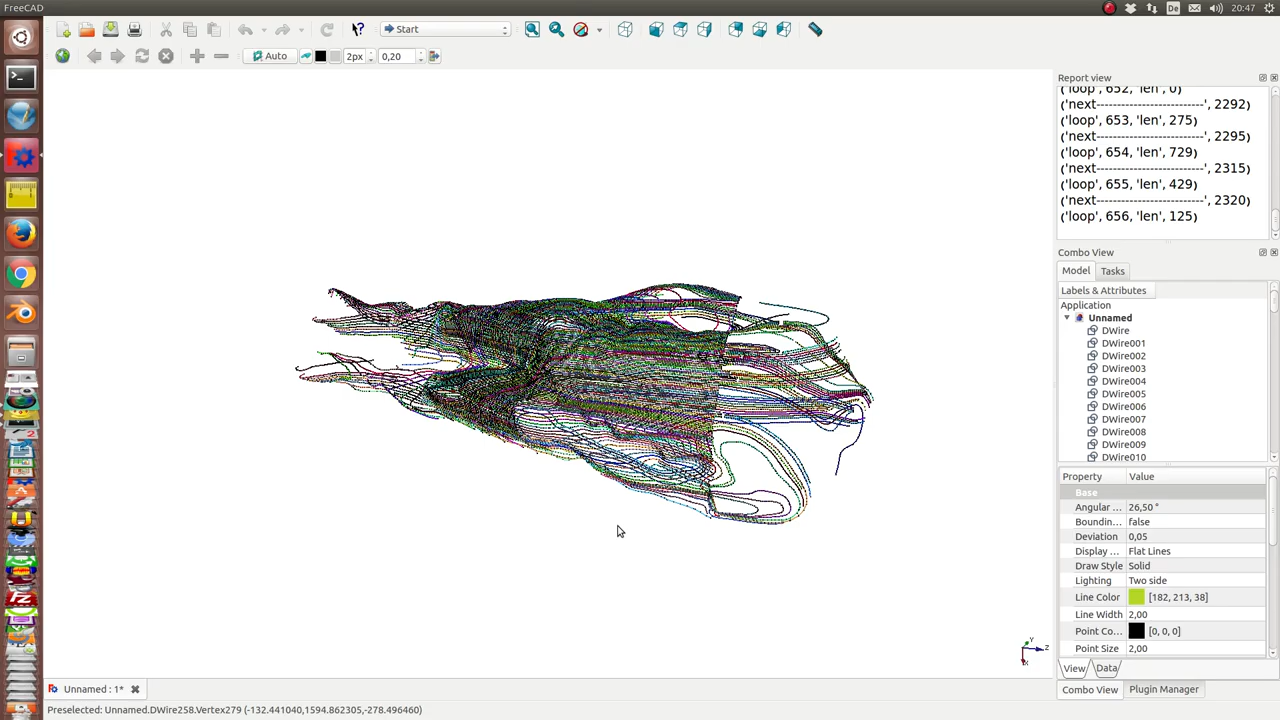 FreeCAD
De
20:47
Start
Auto
2px
0,20
Report view
('loop', 652, 'len', 0)
('next--------------------------', 2292)
('loop', 653, 'len', 275)
('next--------------------------', 2295)
('loop', 654, 'len', 729)
('next--------------------------', 2315)
('loop', 655, 'len', 429)
('next--------------------------', 2320)
('loop', 656, 'len', 125)
Combo View
Model
Tasks
Labels & Attributes
Application
Unnamed
DWire
DWire001
DWire002
DWire003
DWire004
DWire005
DWire006
DWire007
DWire008
DWire009
DWire010
Property Value
Base
Angular ... 26,50 °
Boundin... false
Deviation 0,05
Display ... Flat Lines
Draw Style Solid
Lighting Two side
Line Color [182, 213, 38]
Line Width 2,00
Point Co... [0, 0, 0]
Point Size 2,00
View
Data
Combo View
Plugin Manager
Y
Z
X
Unnamed : 1*
Preselected: Unnamed.DWire258.Vertex279 (-132.441040,1594.862305,-278.496460)